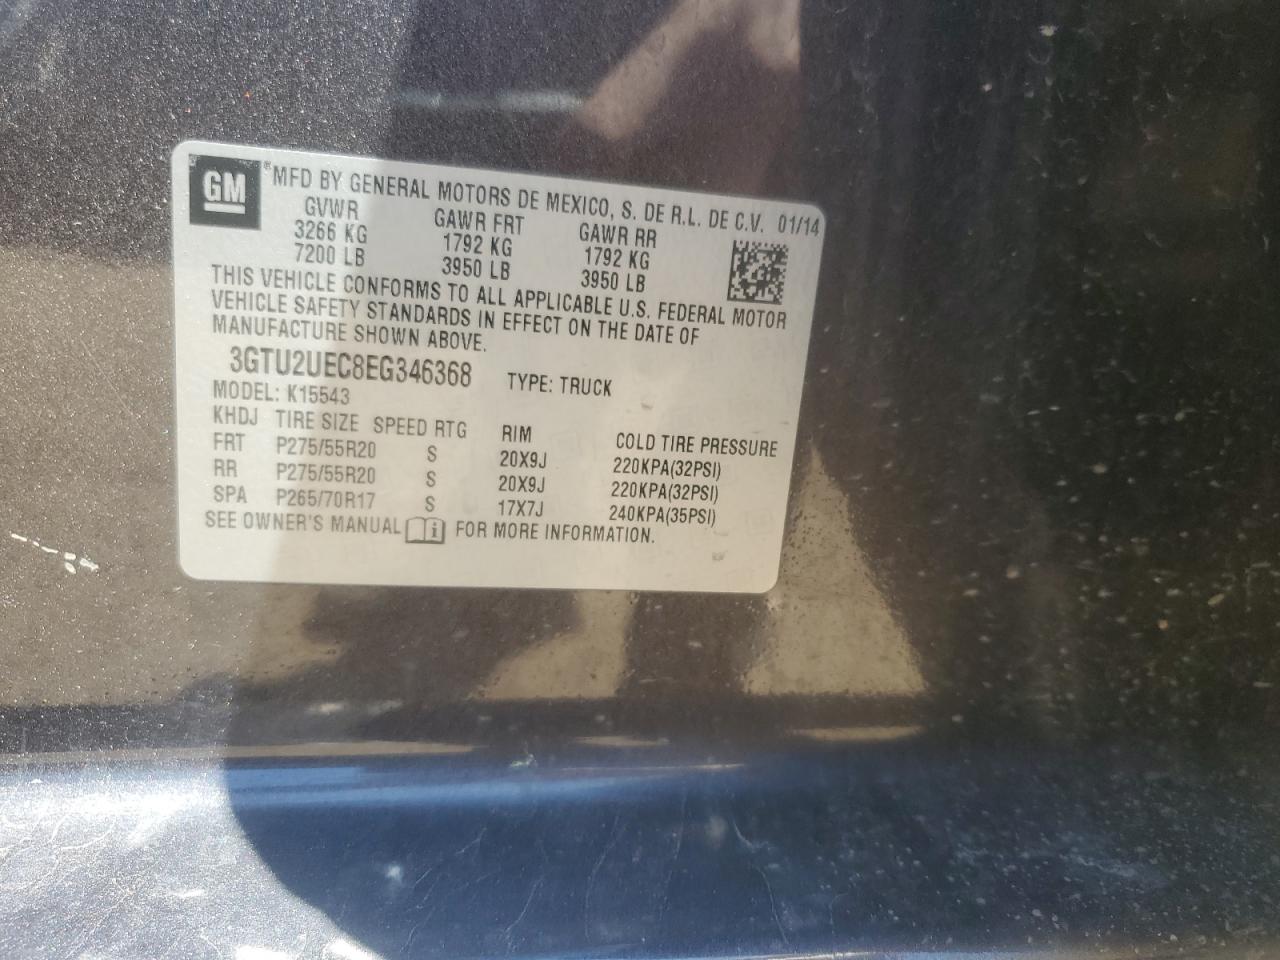 GM ® MFD BY GENERAL MOTORS DE MEXICO, S. DE R.L. DE C.V. 01/14
GVWR GAWR FRT GAWR RR
3266 KG 1792 KG 1792 KG
7200 LB 3950 LB 3950 LB
THIS VEHICLE CONFORMS TO ALL APPLICABLE U.S. FEDERAL MOTOR
VEHICLE SAFETY STANDARDS IN EFFECT ON THE DATE OF
MANUFACTURE SHOWN ABOVE.
3GTU2UEC8EG346368 TYPE: TRUCK
MODEL: K15543
KHDJ TIRE SIZE SPEED RTG RIM COLD TIRE PRESSURE
FRT P275/55R20 S 20X9J 220KPA(32PSI)
RR P275/55R20 S 20X9J 220KPA(32PSI)
SPA P265/70R17 S 17X7J 240KPA(35PSI)
SEE OWNER'S MANUAL i FOR MORE INFORMATION.